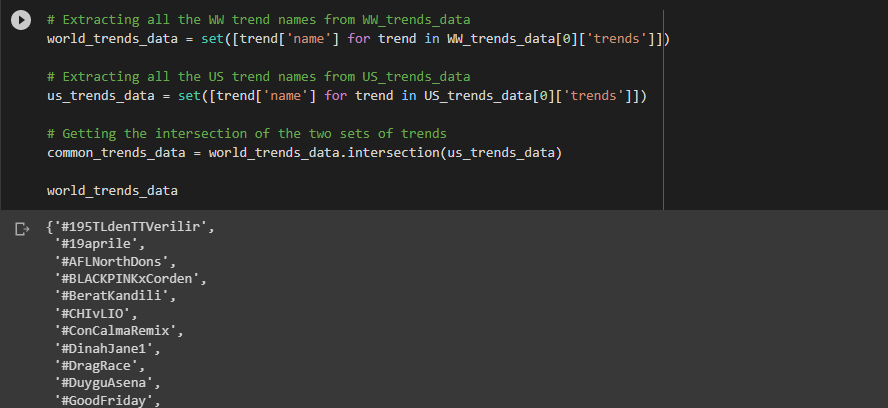 # Extracting all the WW trend names from WW_trends_data
world_trends_data = set([trend['name'] for trend in WW_trends_data[0]['trends']])
# Extracting all the US trend names from US_trends_data
us_trends_data = set([trend['name'] for trend in US_trends_data[0]['trends']])
# Getting the intersection of the two sets of trends
common_trends_data = world_trends_data.intersection(us_trends_data)
world_trends_data
{'#195TLdenTTVerilir',
'#19aprile',
'#AFLNorthDons',
'#BLACKPINKxCorden',
'#BeratKandili',
'#CHIvLIO',
'#ConCalmaRemix',
'#DinahJane1',
'#DragRace',
'#DuyguAsena',
'#GoodFriday',